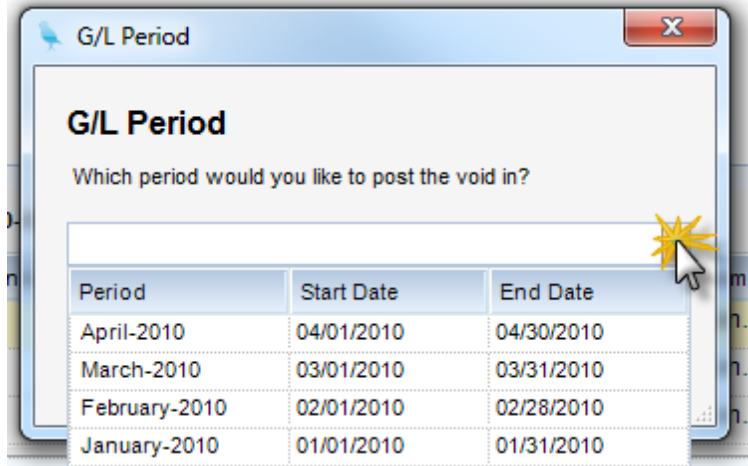 G/L Period
G/L Period
Which period would you like to post the void in?
Period Start Date End Date
April-2010 04/01/2010 04/30/2010
March-2010 03/01/2010 03/31/2010
February-2010 02/01/2010 02/28/2010
January-2010 01/01/2010 01/31/2010